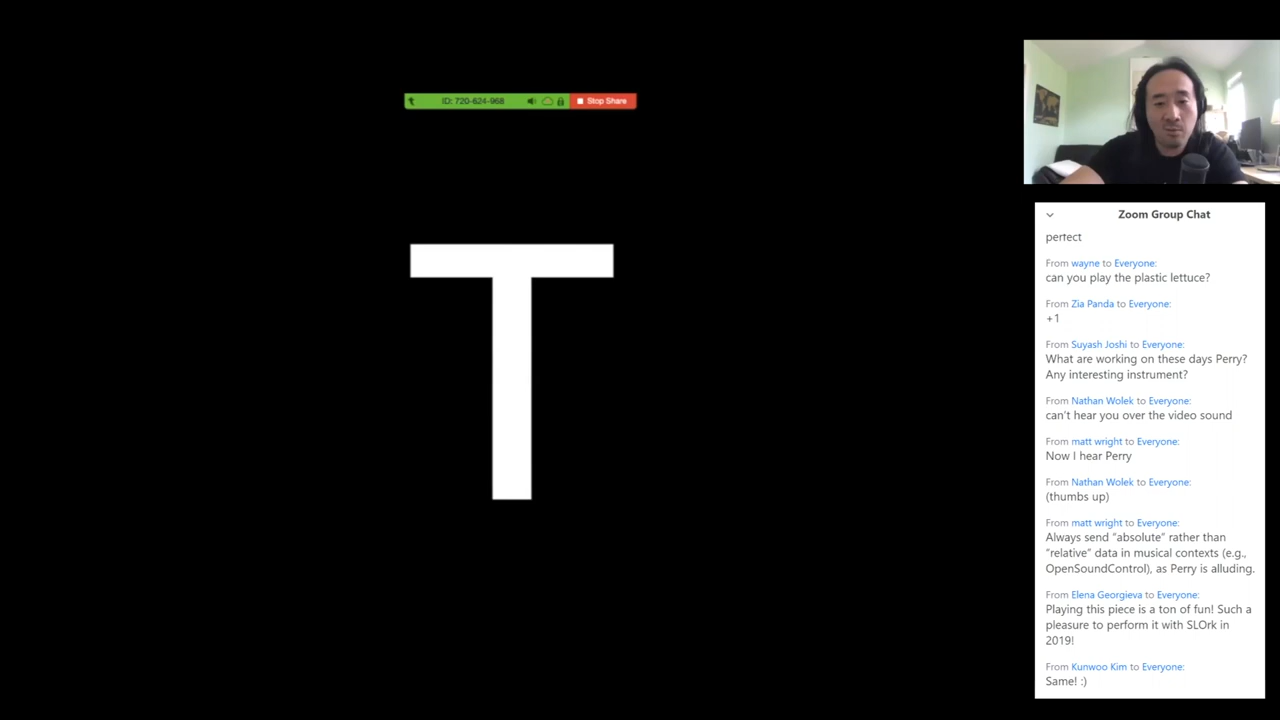 ID: 720-624-968
Stop Share
T
Zoom Group Chat
perfect
From wayne to Everyone:
can you play the plastic lettuce?
From Zia Panda to Everyone:
+1
From Suyash Joshi to Everyone:
What are working on these days Perry?
Any interesting instrument?
From Nathan Wolek to Everyone:
can't hear you over the video sound
From matt wright to Everyone:
Now I hear Perry
From Nathan Wolek to Everyone:
(thumbs up)
From matt wright to Everyone:
Always send “absolute” rather than
“relative” data in musical contexts (e.g.,
OpenSoundControl), as Perry is alluding.
From Elena Georgieva to Everyone:
Playing this piece is a ton of fun! Such a
pleasure to perform it with SLOrk in
2019!
From Kunwoo Kim to Everyone:
Same! :)